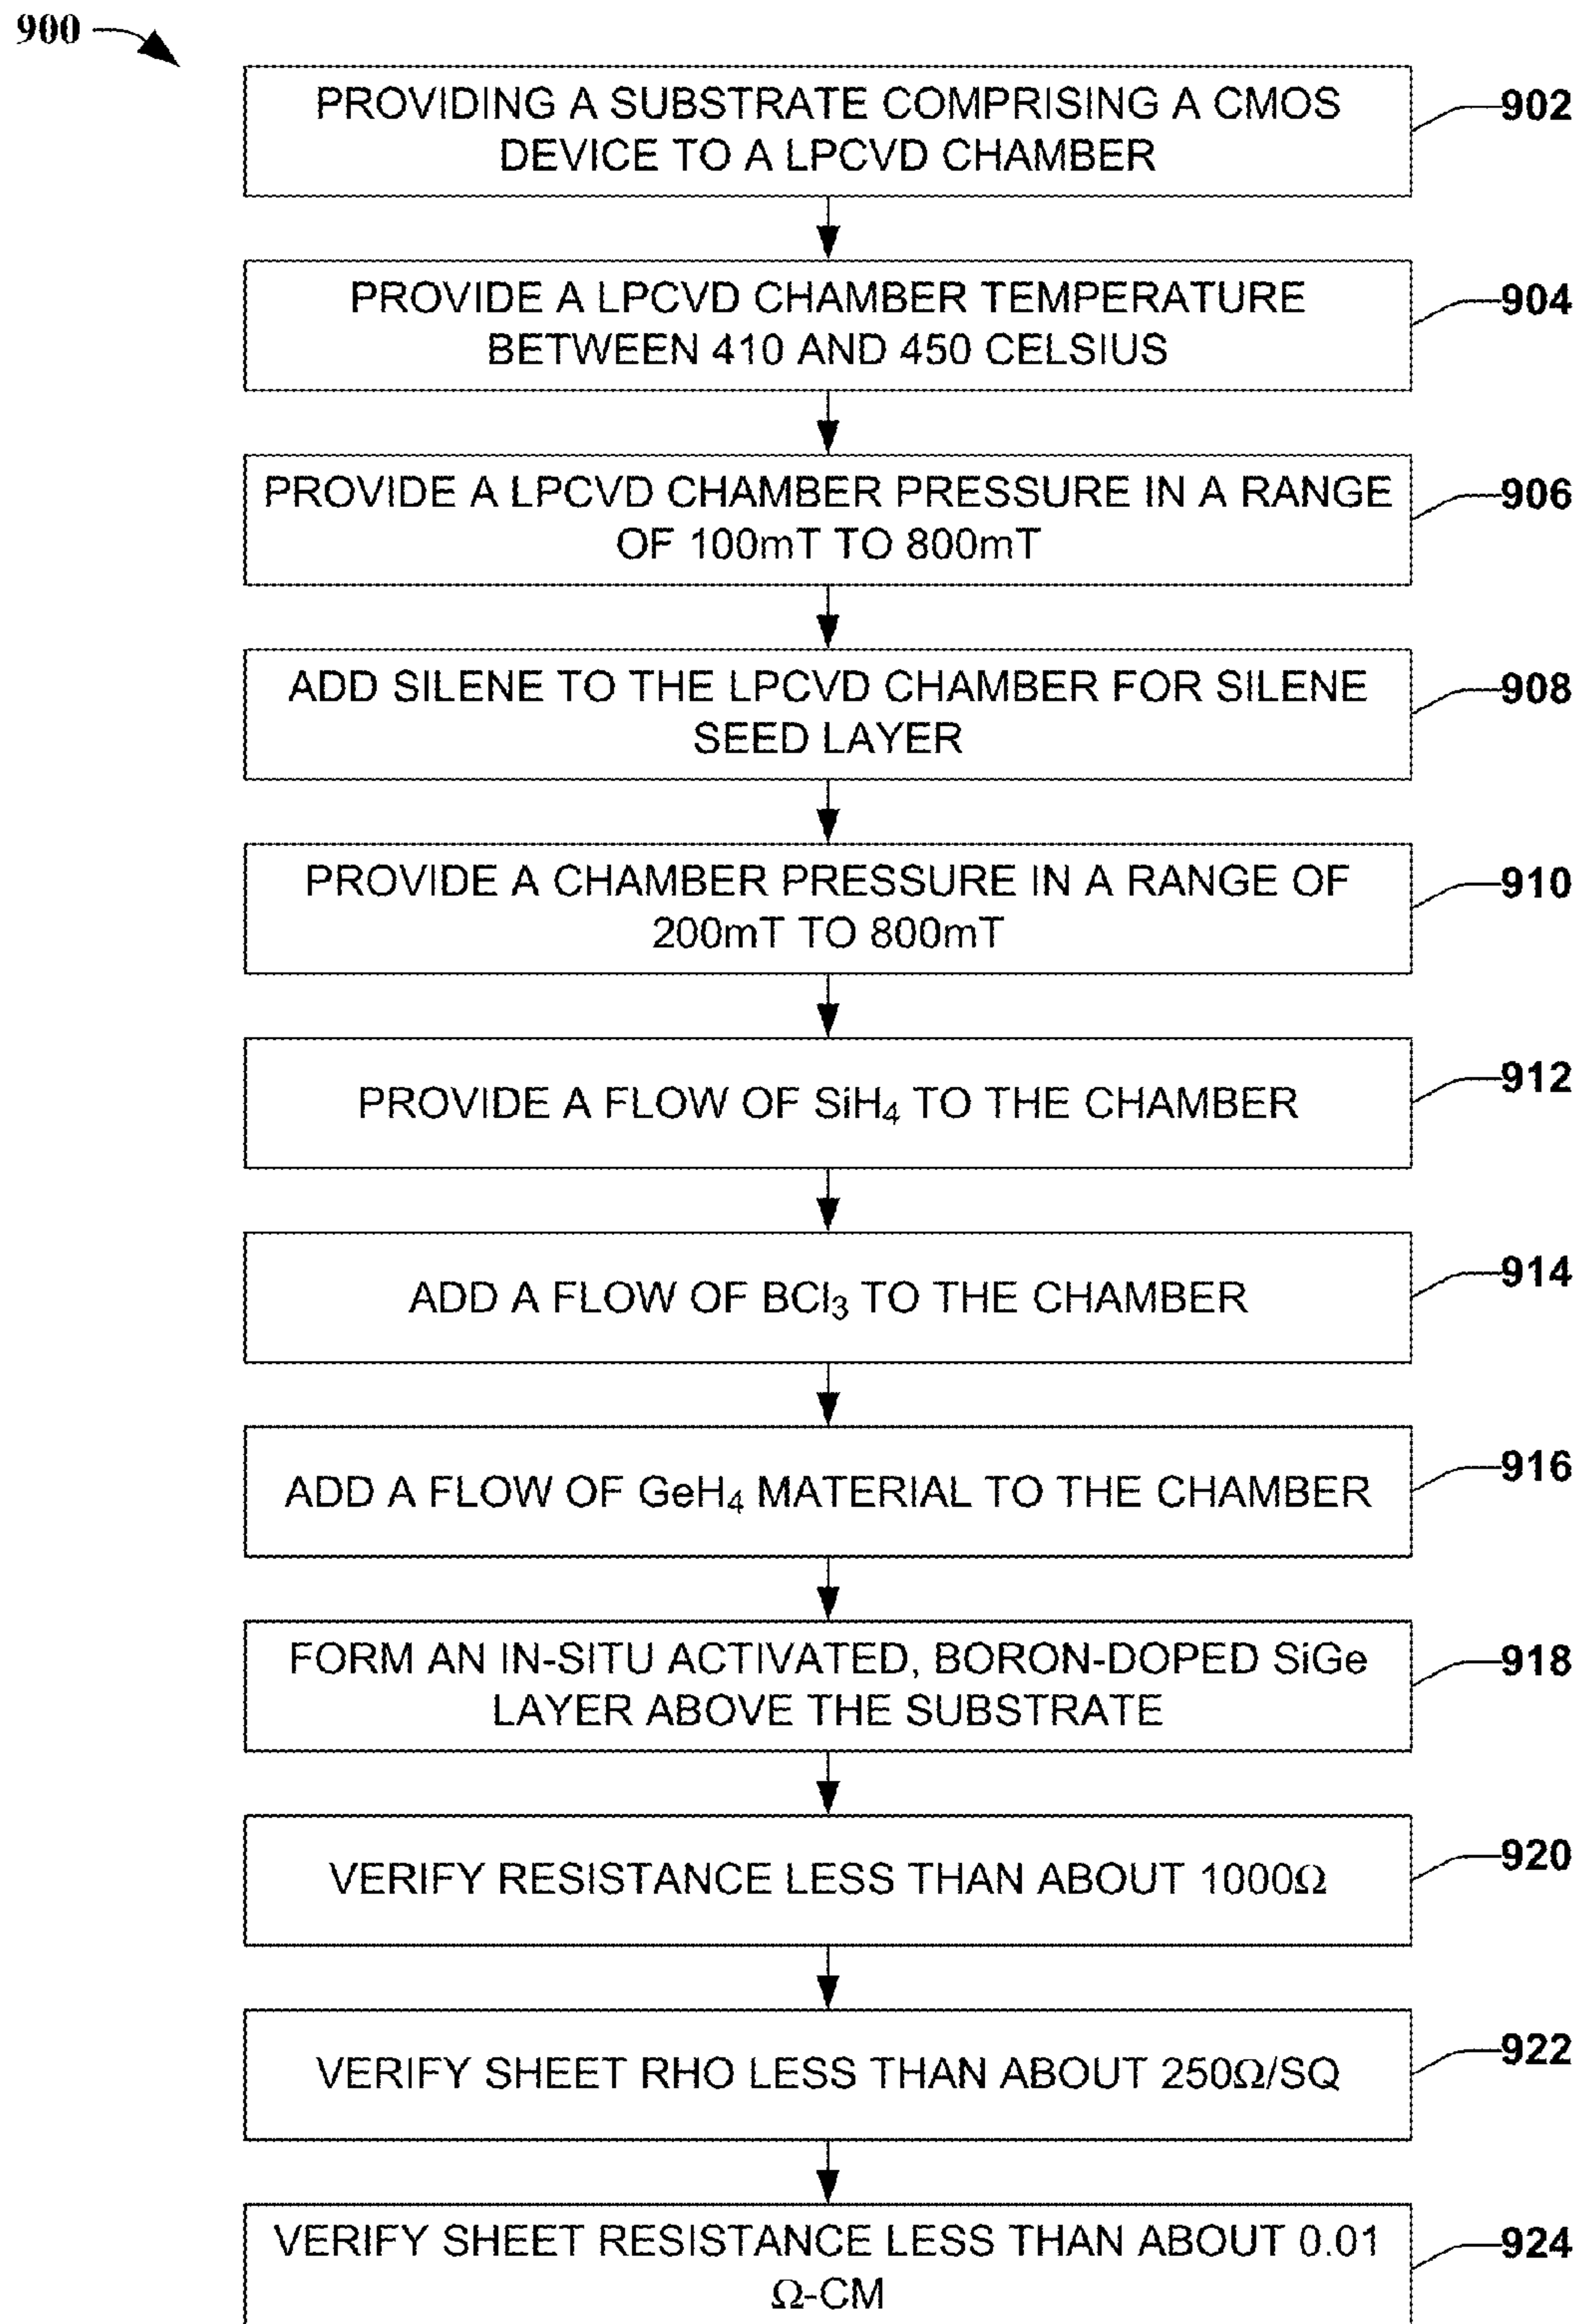 900
PROVIDING A SUBSTRATE COMPRISING A CMOS
DEVICE TO A LPCVD CHAMBER
902
PROVIDE A LPCVD CHAMBER TEMPERATURE
BETWEEN 410 AND 450 CELSIUS
904
PROVIDE A LPCVD CHAMBER PRESSURE IN A RANGE
OF 100mT TO 800mT
906
ADD SILENE TO THE LPCVD CHAMBER FOR SILENE
SEED LAYER
908
PROVIDE A CHAMBER PRESSURE IN A RANGE OF
200mT TO 800mT
910
PROVIDE A FLOW OF SiH₄ TO THE CHAMBER
912
ADD A FLOW OF BCl₃ TO THE CHAMBER
914
ADD A FLOW OF GeH₄ MATERIAL TO THE CHAMBER
916
FORM AN IN-SITU ACTIVATED, BORON-DOPED SiGe
LAYER ABOVE THE SUBSTRATE
918
VERIFY RESISTANCE LESS THAN ABOUT 1000Ω
920
VERIFY SHEET RHO LESS THAN ABOUT 250Ω/SQ
922
VERIFY SHEET RESISTANCE LESS THAN ABOUT 0.01
Ω-CM
924